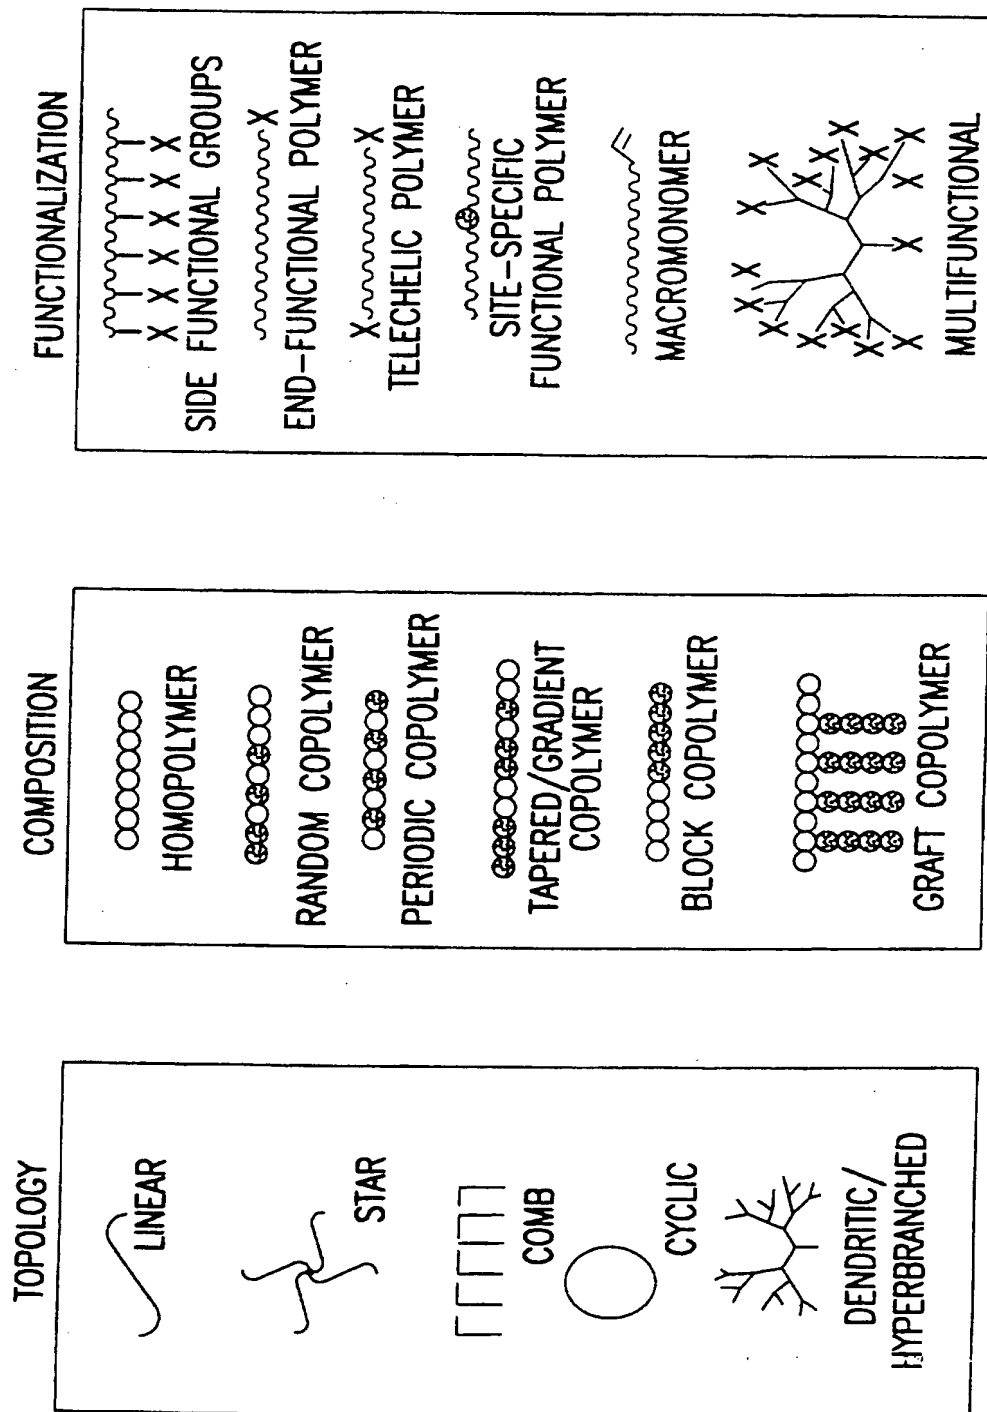 TOPOLOGY
LINEAR
STAR
COMB
CYCLIC
DENDRITIC/
HYPERBRANCHED
COMPOSITION
HOMOPOLYMER
RANDOM COPOLYMER
PERIODIC COPOLYMER
TAPERED/GRADIENT
COPOLYMER
BLOCK COPOLYMER
GRAFT COPOLYMER
FUNCTIONALIZATION
X X X X X X
SIDE FUNCTIONAL GROUPS
X
END-FUNCTIONAL POLYMER
X X
TELECHELIC POLYMER
SITE-SPECIFIC
FUNCTIONAL POLYMER
MACROMONOMER
X X X X X X X X X X X X X X X X
MULTIFUNCTIONAL